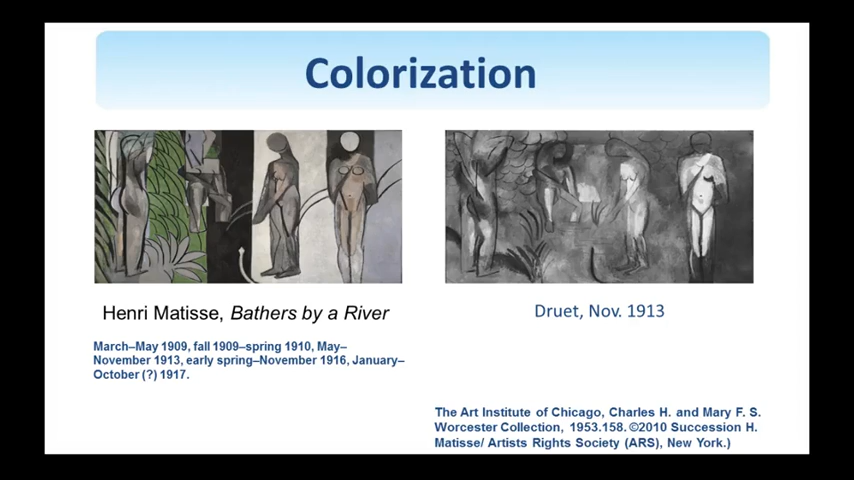 Colorization
Henri Matisse, Bathers by a River
March–May 1909, fall 1909–spring 1910, May–
November 1913, early spring–November 1916, January–
October (?) 1917.
Druet, Nov. 1913
The Art Institute of Chicago, Charles H. and Mary F. S.
Worcester Collection, 1953.158. ©2010 Succession H.
Matisse/ Artists Rights Society (ARS), New York.)